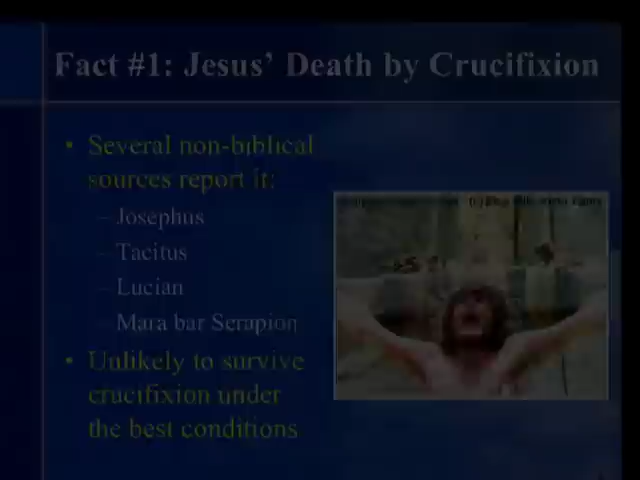 Fact #1: Jesus’ Death by Crucifixion
• Several non-biblical
sources report it:
– Josephus
– Tacitus
– Lucian
– Mara bar Serapion
• Unlikely to survive
crucifixion under
the best conditions